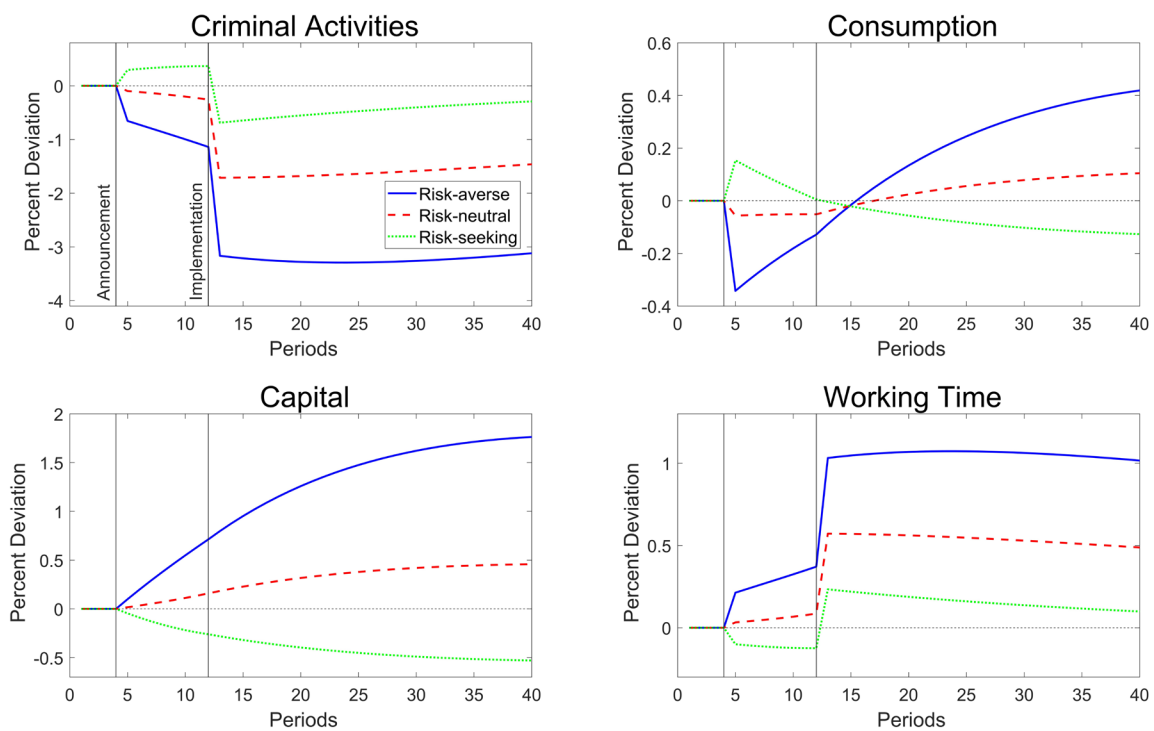 Criminal Activities
Percent Deviation
0
-1
-2
-3
-4
Announcement
Implementation
Risk-averse
Risk-neutral
Risk-seeking
0 5 10 15 20 25 30 35 40
Periods
Consumption
Percent Deviation
0.6
0.4
0.2
0
-0.2
-0.4
0 5 10 15 20 25 30 35 40
Periods
Capital
Percent Deviation
2
1.5
1
0.5
0
-0.5
0 5 10 15 20 25 30 35 40
Periods
Working Time
Percent Deviation
1
0.5
0
0 5 10 15 20 25 30 35 40
Periods